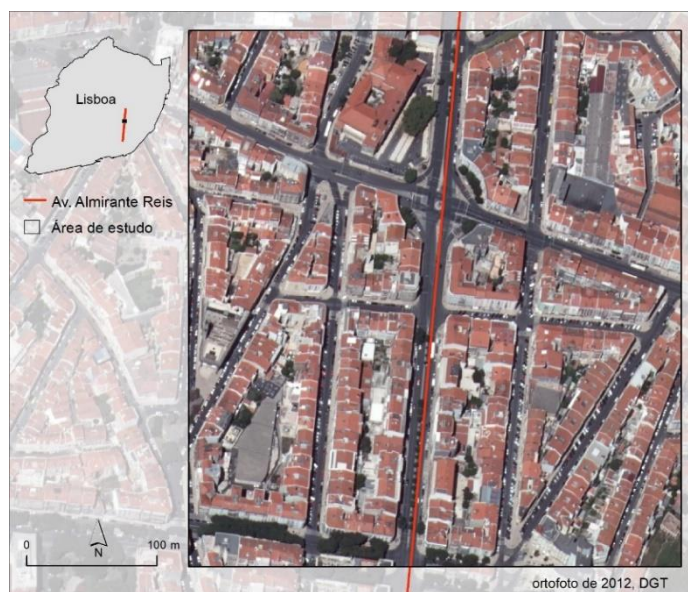 Lisboa
Av. Almirante Reis
Área de estudo
0 100 m
N
ortofoto de 2012, DGT